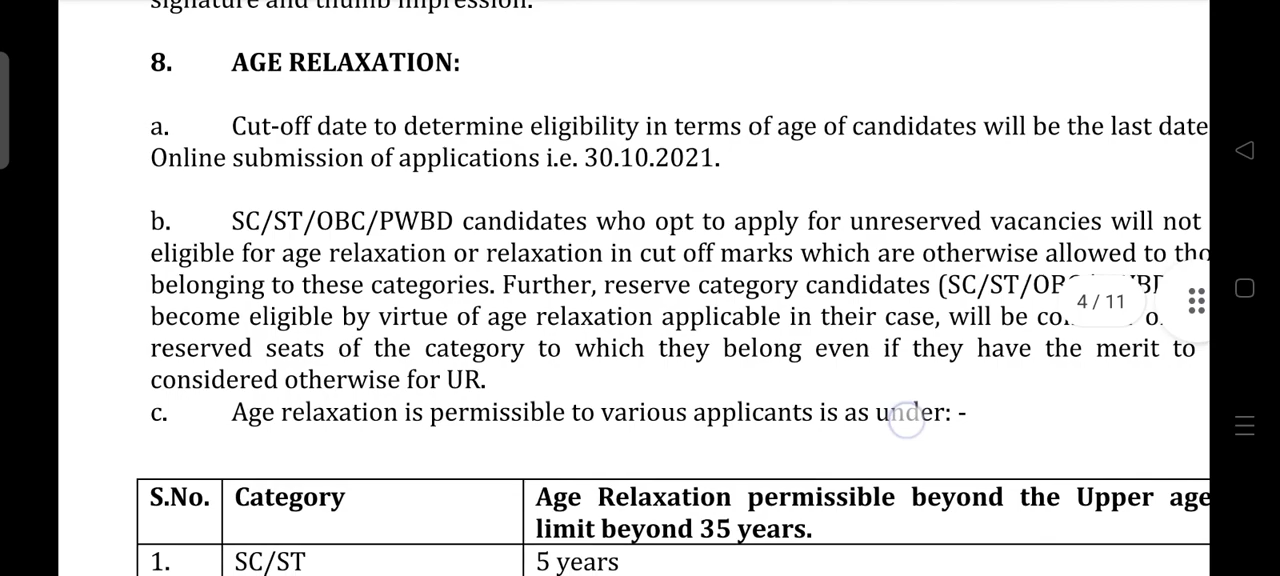 signature and thumb impression.
8. AGE RELAXATION:
a. Cut-off date to determine eligibility in terms of age of candidates will be the last date
Online submission of applications i.e. 30.10.2021.
b. SC/ST/OBC/PWBD candidates who opt to apply for unreserved vacancies will not
eligible for age relaxation or relaxation in cut off marks which are otherwise allowed to
belonging to these categories. Further, reserve category candidates
4 / 11
become eligible by virtue of age relaxation applicable in their case, will be
reserved seats of the category to which they belong even if they have the merit to
considered otherwise for UR.
c. Age relaxation is permissible to various applicants is as under: -
S.No. Category Age Relaxation permissible beyond the Upper age
limit beyond 35 years.
1. SC/ST 5 years